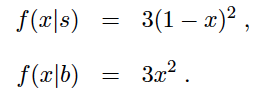 f(x|s) = 3(1 − x)² ,
f(x|b) = 3x² .